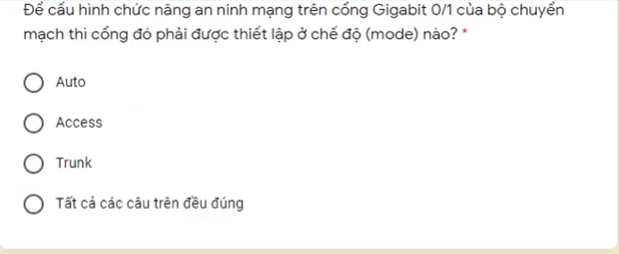 Để cấu hình chức năng an ninh mạng trên cổng Gigabit 0/1 của bộ chuyển
mạch thì cổng đó phải được thiết lập ở chế độ (mode) nào? *
Auto
Access
Trunk
Tất cả các câu trên đều đúng